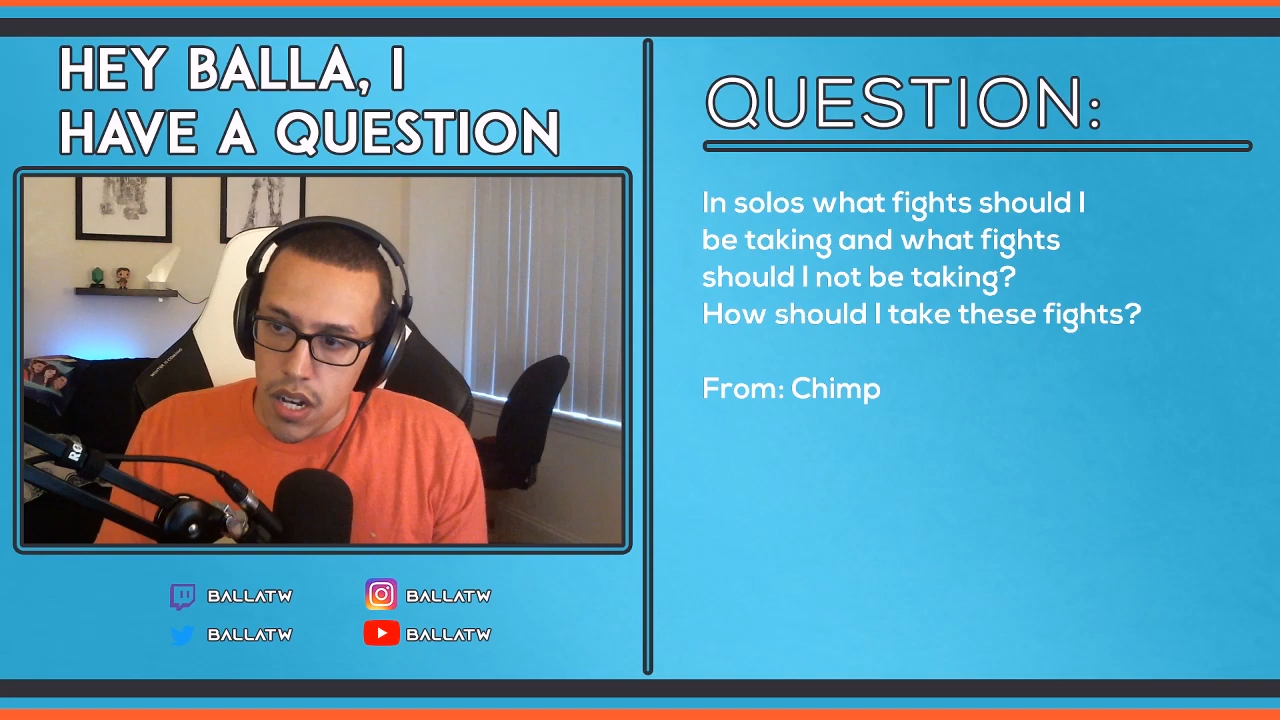 HEY BALLA, I
HAVE A QUESTION
BALLATW
BALLATW
BALLATW
BALLATW
QUESTION:
In solos what fights should I
be taking and what fights
should I not be taking?
How should I take these fights?
From: Chimp